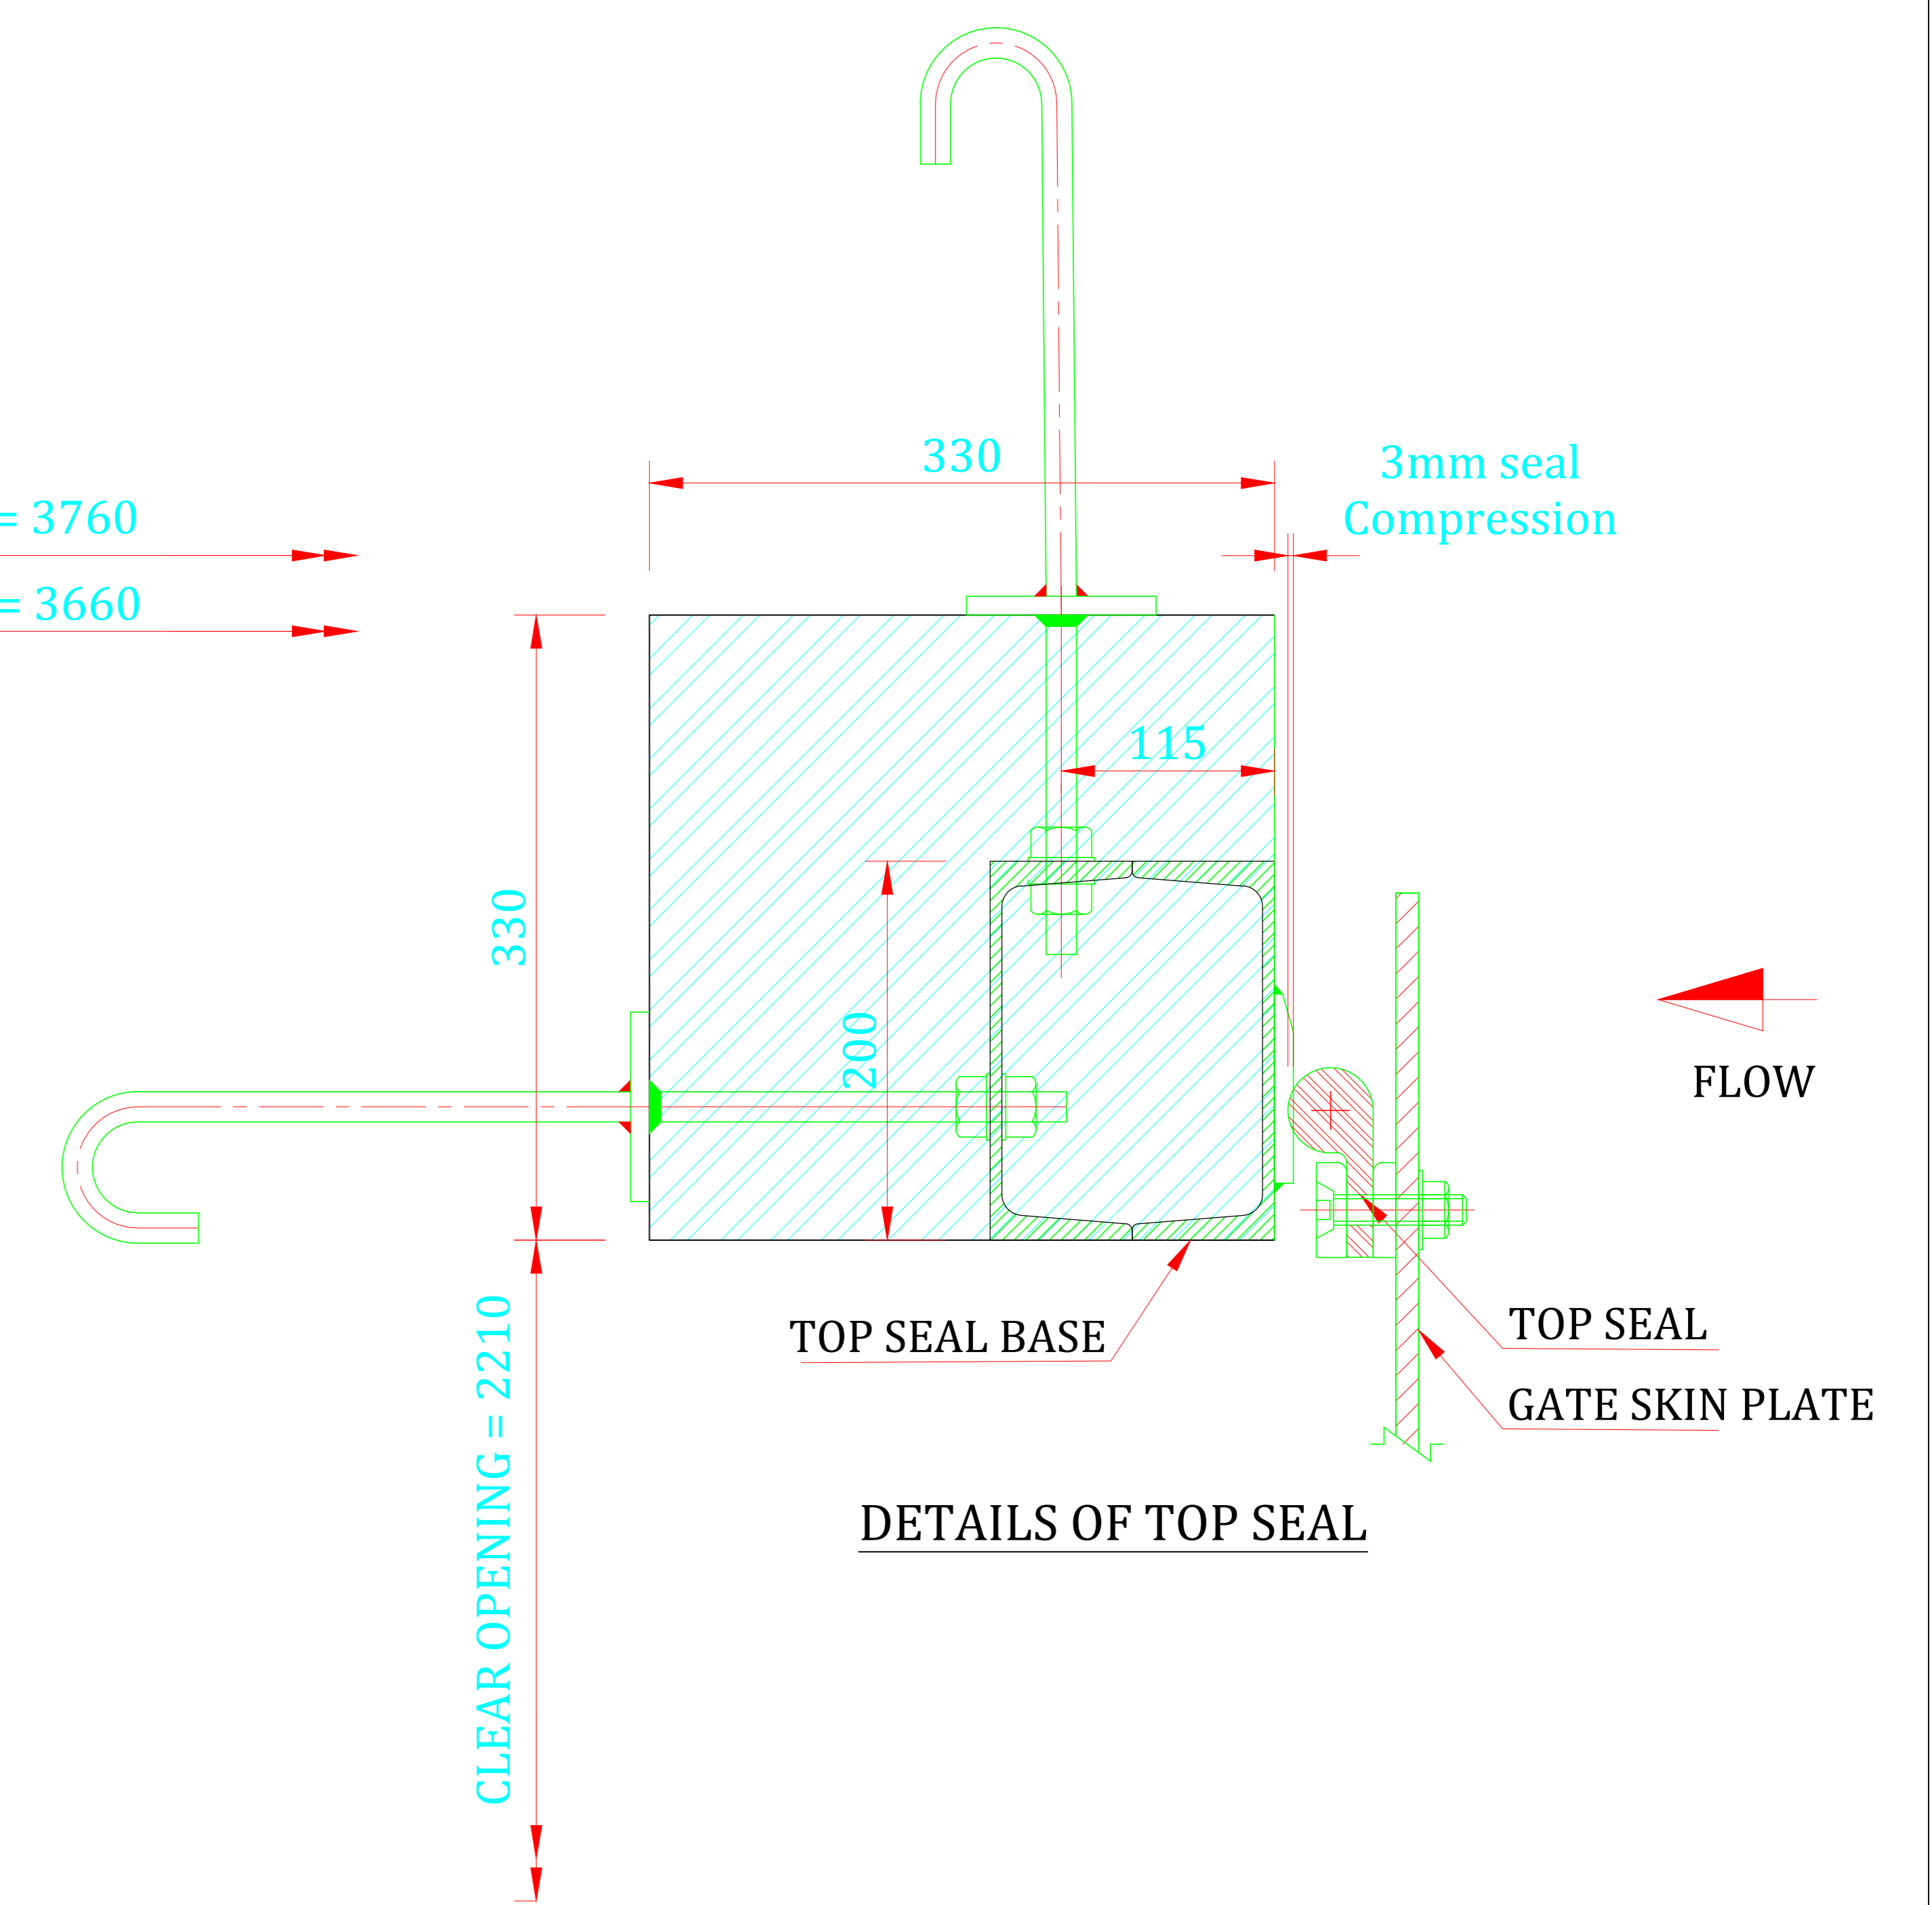 330
3mm seal
Compression
= 3760
= 3660
115
330
200
FLOW
TOP SEAL BASE
TOP SEAL
GATE SKIN PLATE
CLEAR OPENING = 2210
DETAILS OF TOP SEAL